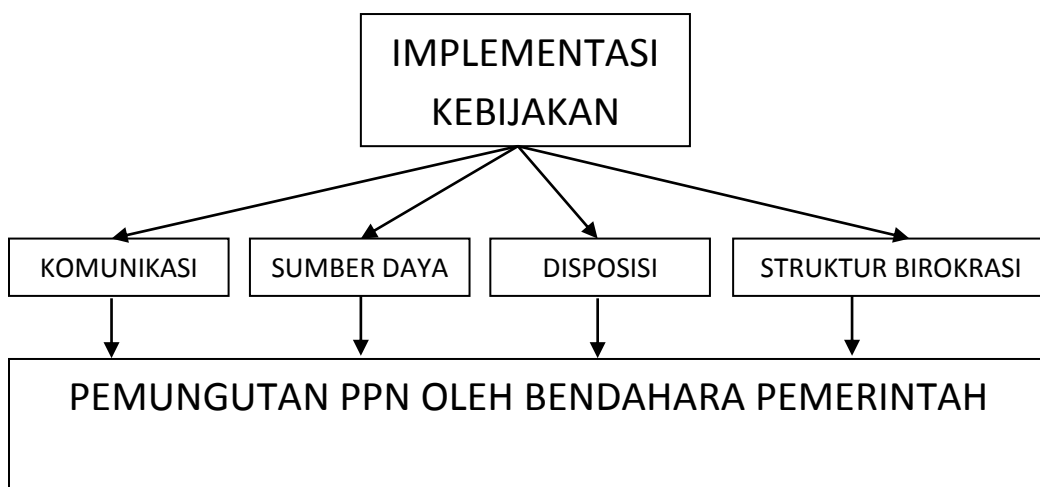 IMPLEMENTASI
KEBIJAKAN
KOMUNIKASI
SUMBER DAYA
DISPOSISI
STRUKTUR BIROKRASI
PEMUNGUTAN PPN OLEH BENDAHARA PEMERINTAH